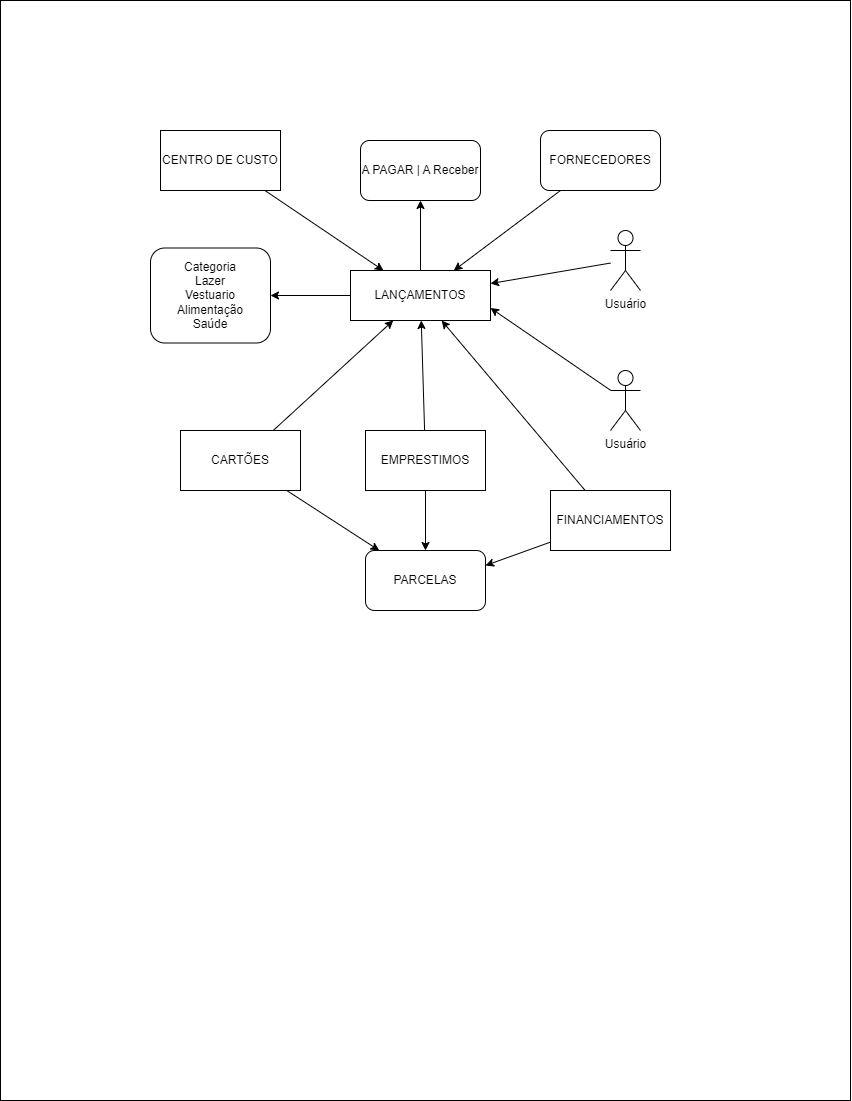 CENTRO DE CUSTO
A PAGAR | A Receber
FORNECEDORES
Categoria
Lazer
Vestuario
Alimentação
Saúde
LANÇAMENTOS
Usuário
Usuário
CARTÕES
EMPRESTIMOS
FINANCIAMENTOS
PARCELAS